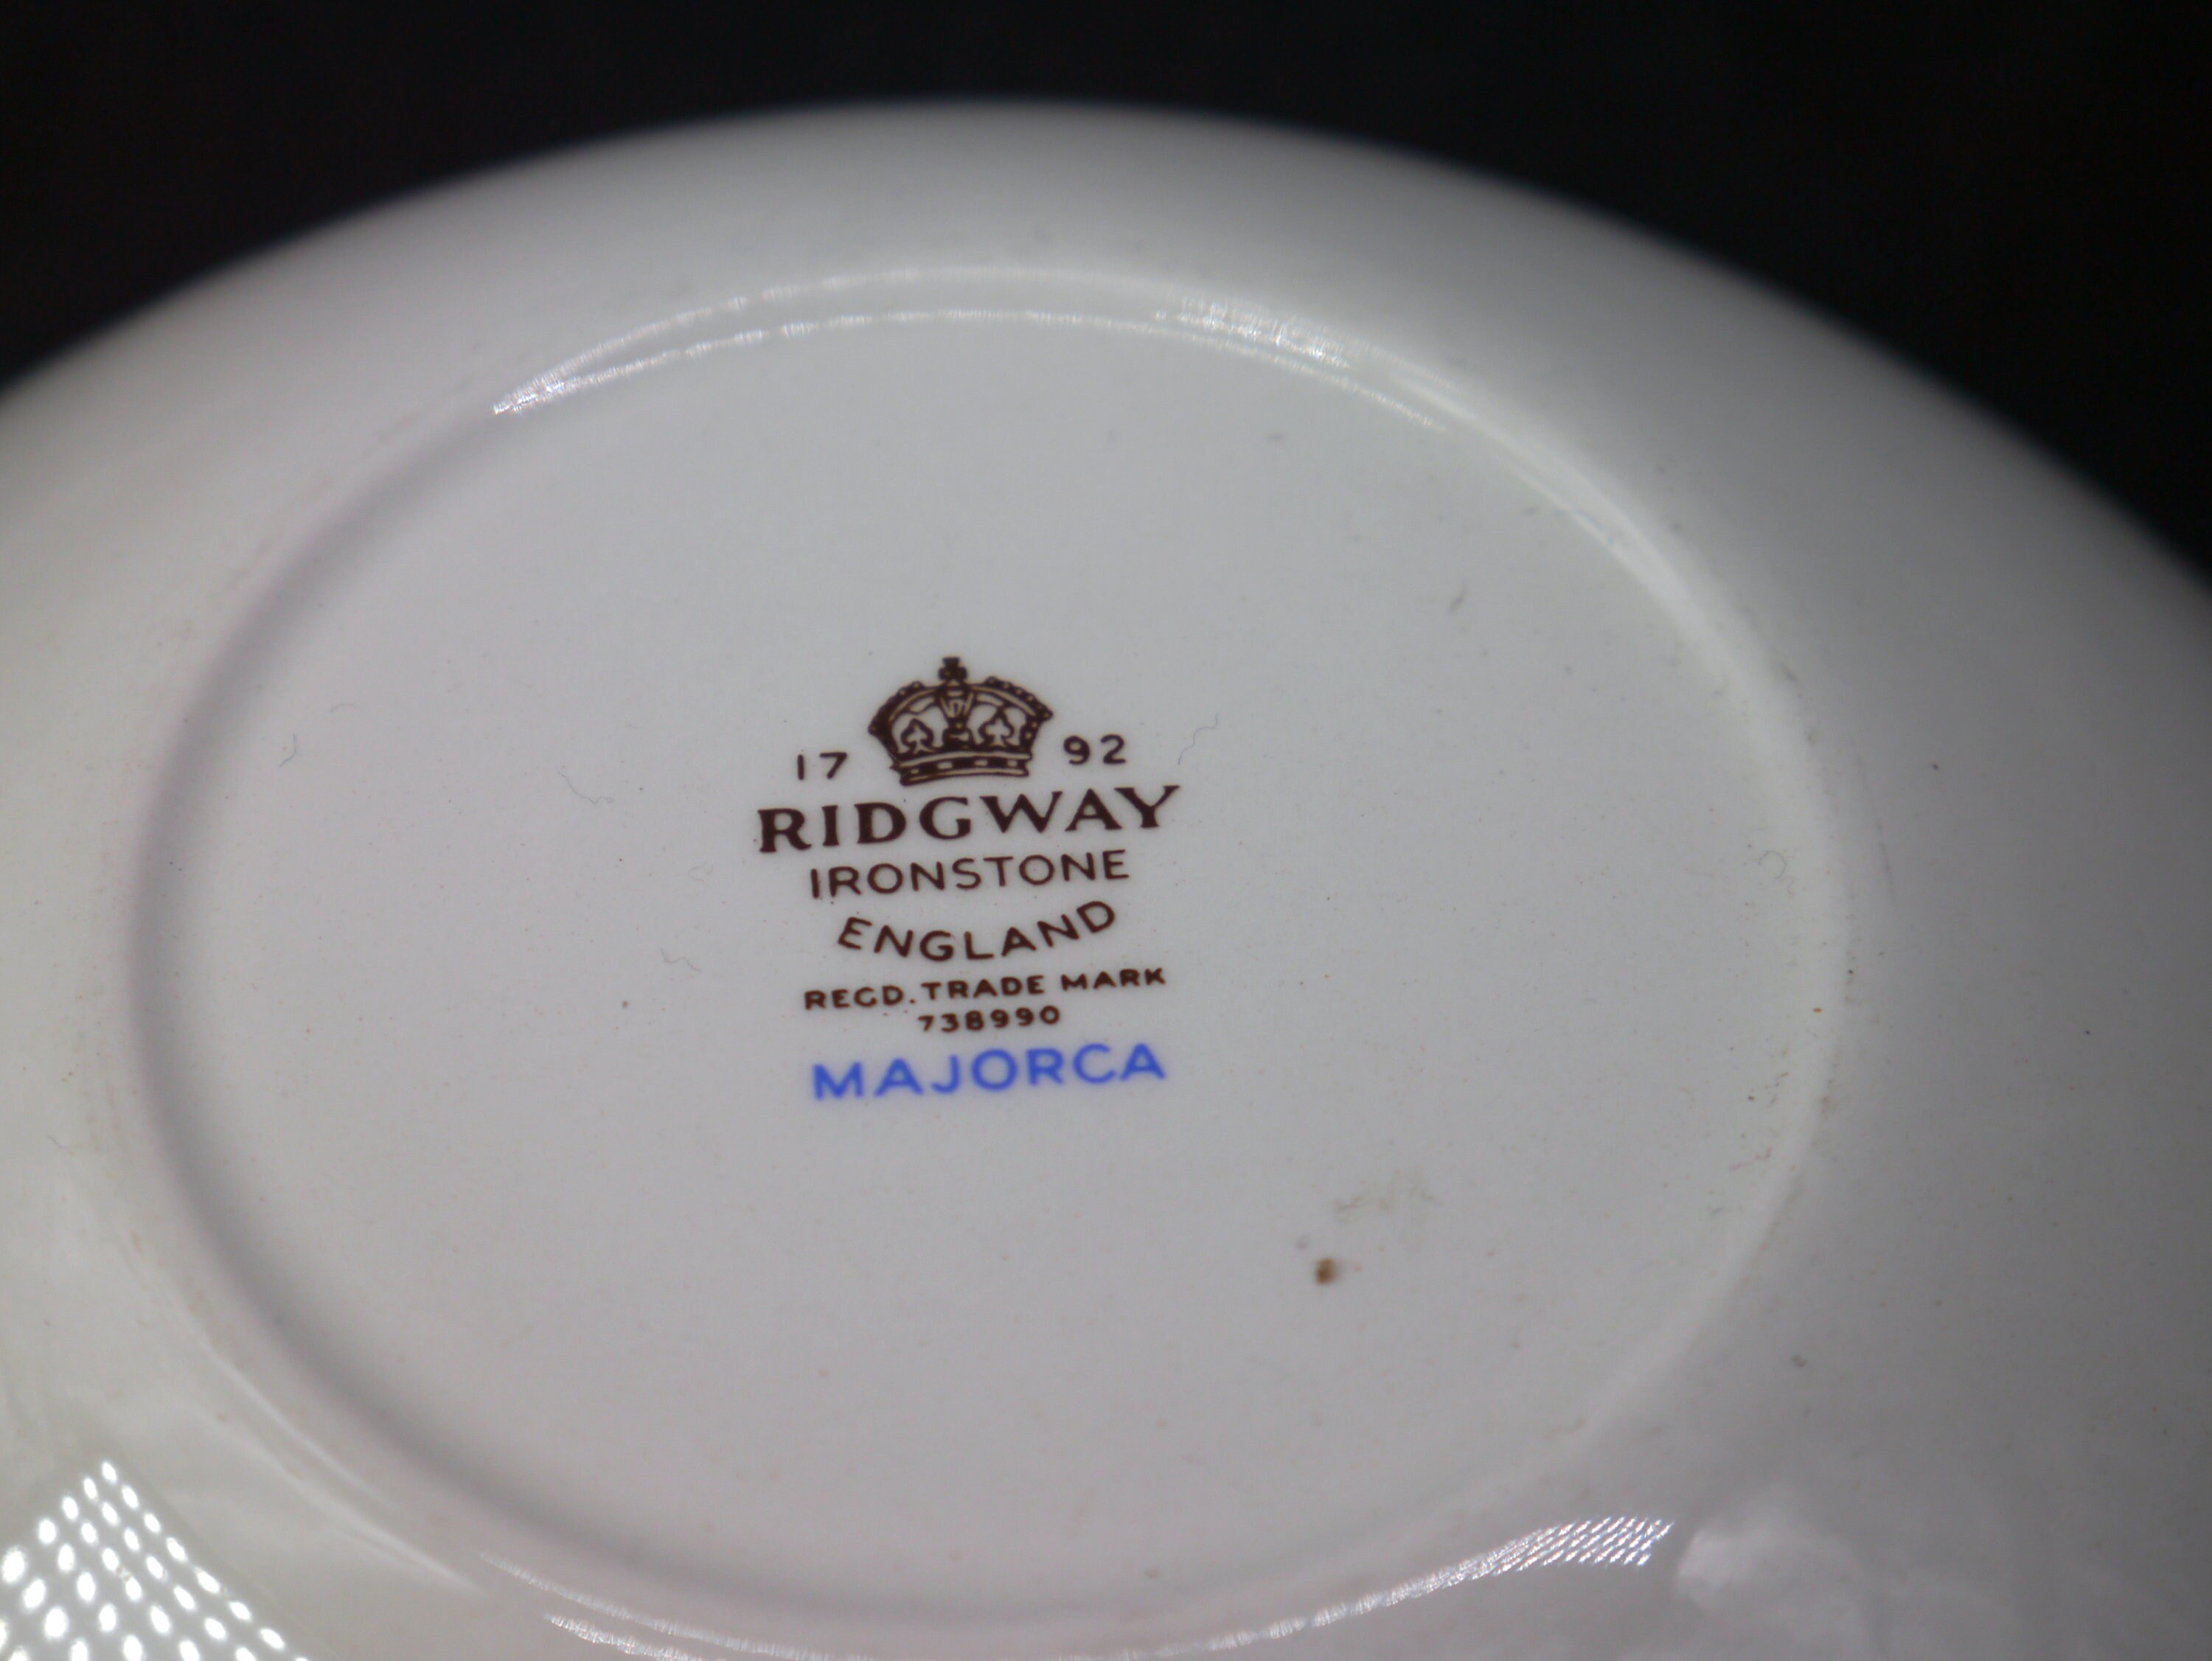 17 92
RIDGWAY
IRONSTONE
ENGLAND
REGD. TRADE MARK
738990
MAJORCA